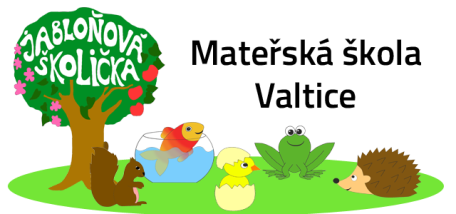 JABLOŇOVÁ
ŠKOLIČKA
Mateřská škola
Valtice